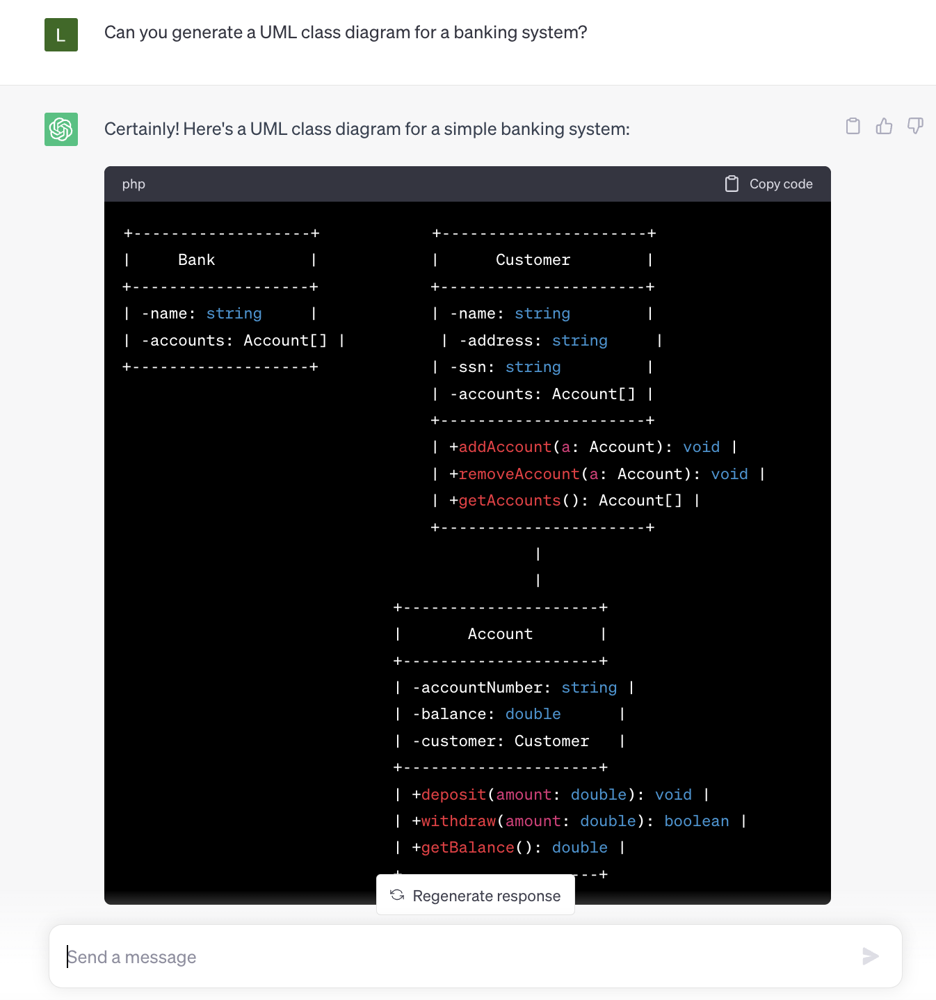 L
Can you generate a UML class diagram for a banking system?
Certainly! Here's a UML class diagram for a simple banking system:
php Copy code
+-------------------+            +----------------------+
|     Bank          |            |      Customer        |
+-------------------+            +----------------------+
| -name: string     |            | -name: string        |
| -accounts: Account[] |          | -address: string     |
+-------------------+            | -ssn: string         |
                                 | -accounts: Account[] |
                                 +----------------------+
                                 | +addAccount(a: Account): void |
                                 | +removeAccount(a: Account): void |
                                 | +getAccounts(): Account[] |
                                 +----------------------+
                                            |
                                            |
                             +---------------------+
                             |       Account       |
                             +---------------------+
                             | -accountNumber: string |
                             | -balance: double      |
                             | -customer: Customer   |
                             +---------------------+
                             | +deposit(amount: double): void |
                             | +withdraw(amount: double): boolean |
                             | +getBalance(): double |
                             +---------------------+
Regenerate response
Send a message